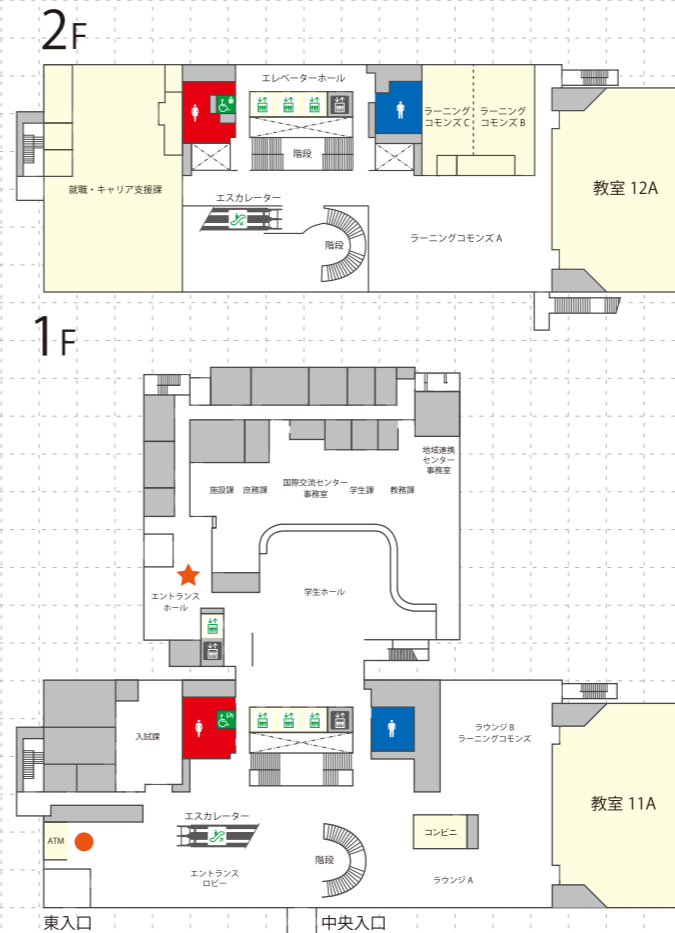 2F
エレベーターホール
ラーニング
コモンズ C
ラーニング
コモンズ B
階段
就職・キャリア支援課
教室 12A
エスカレーター
階段
ラーニングコモンズ A
1F
地域連携
センター
事務室
施設課
庶務課
国際交流センター
事務室
学生課
教務課
エントランス
ホール
学生ホール
入試課
ラウンジ B
ラーニングコモンズ
教室 11A
エスカレーター
コンビニ
ATM
階段
エントランス
ロビー
ラウンジ A
東入口
中央入口